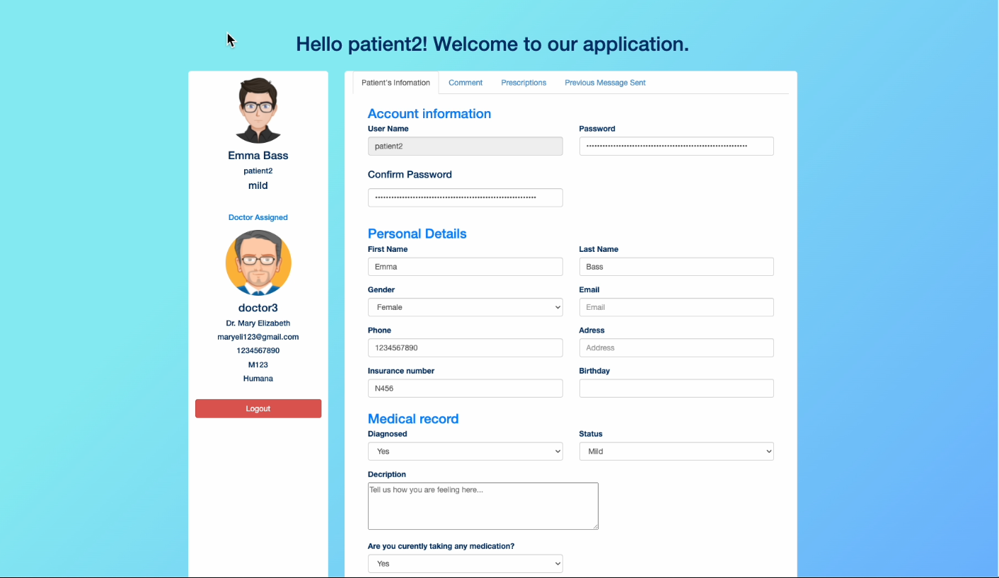 Hello patient2! Welcome to our application.
Emma Bass
patient2
mild
Doctor Assigned
doctor3
Dr. Mary Elizabeth
maryeli123@gmail.com
1234567890
M123
Humana
Logout
Patient's Infomation Comment Prescriptions Previous Message Sent
Account information
User Name Password
patient2 ••••••••••••••••••••••••••••••••••••••••••••••••••••••••••••
Confirm Password
••••••••••••••••••••••••••••••••••••••••••••••••••••••••••••
Personal Details
First Name Last Name
Emma Bass
Gender Email
Female Email
Phone Adress
1234567890 Address
Insurance number Birthday
N456
Medical record
Diagnosed Status
Yes Mild
Decription
Tell us how you are feeling here...
Are you curently taking any medication?
Yes